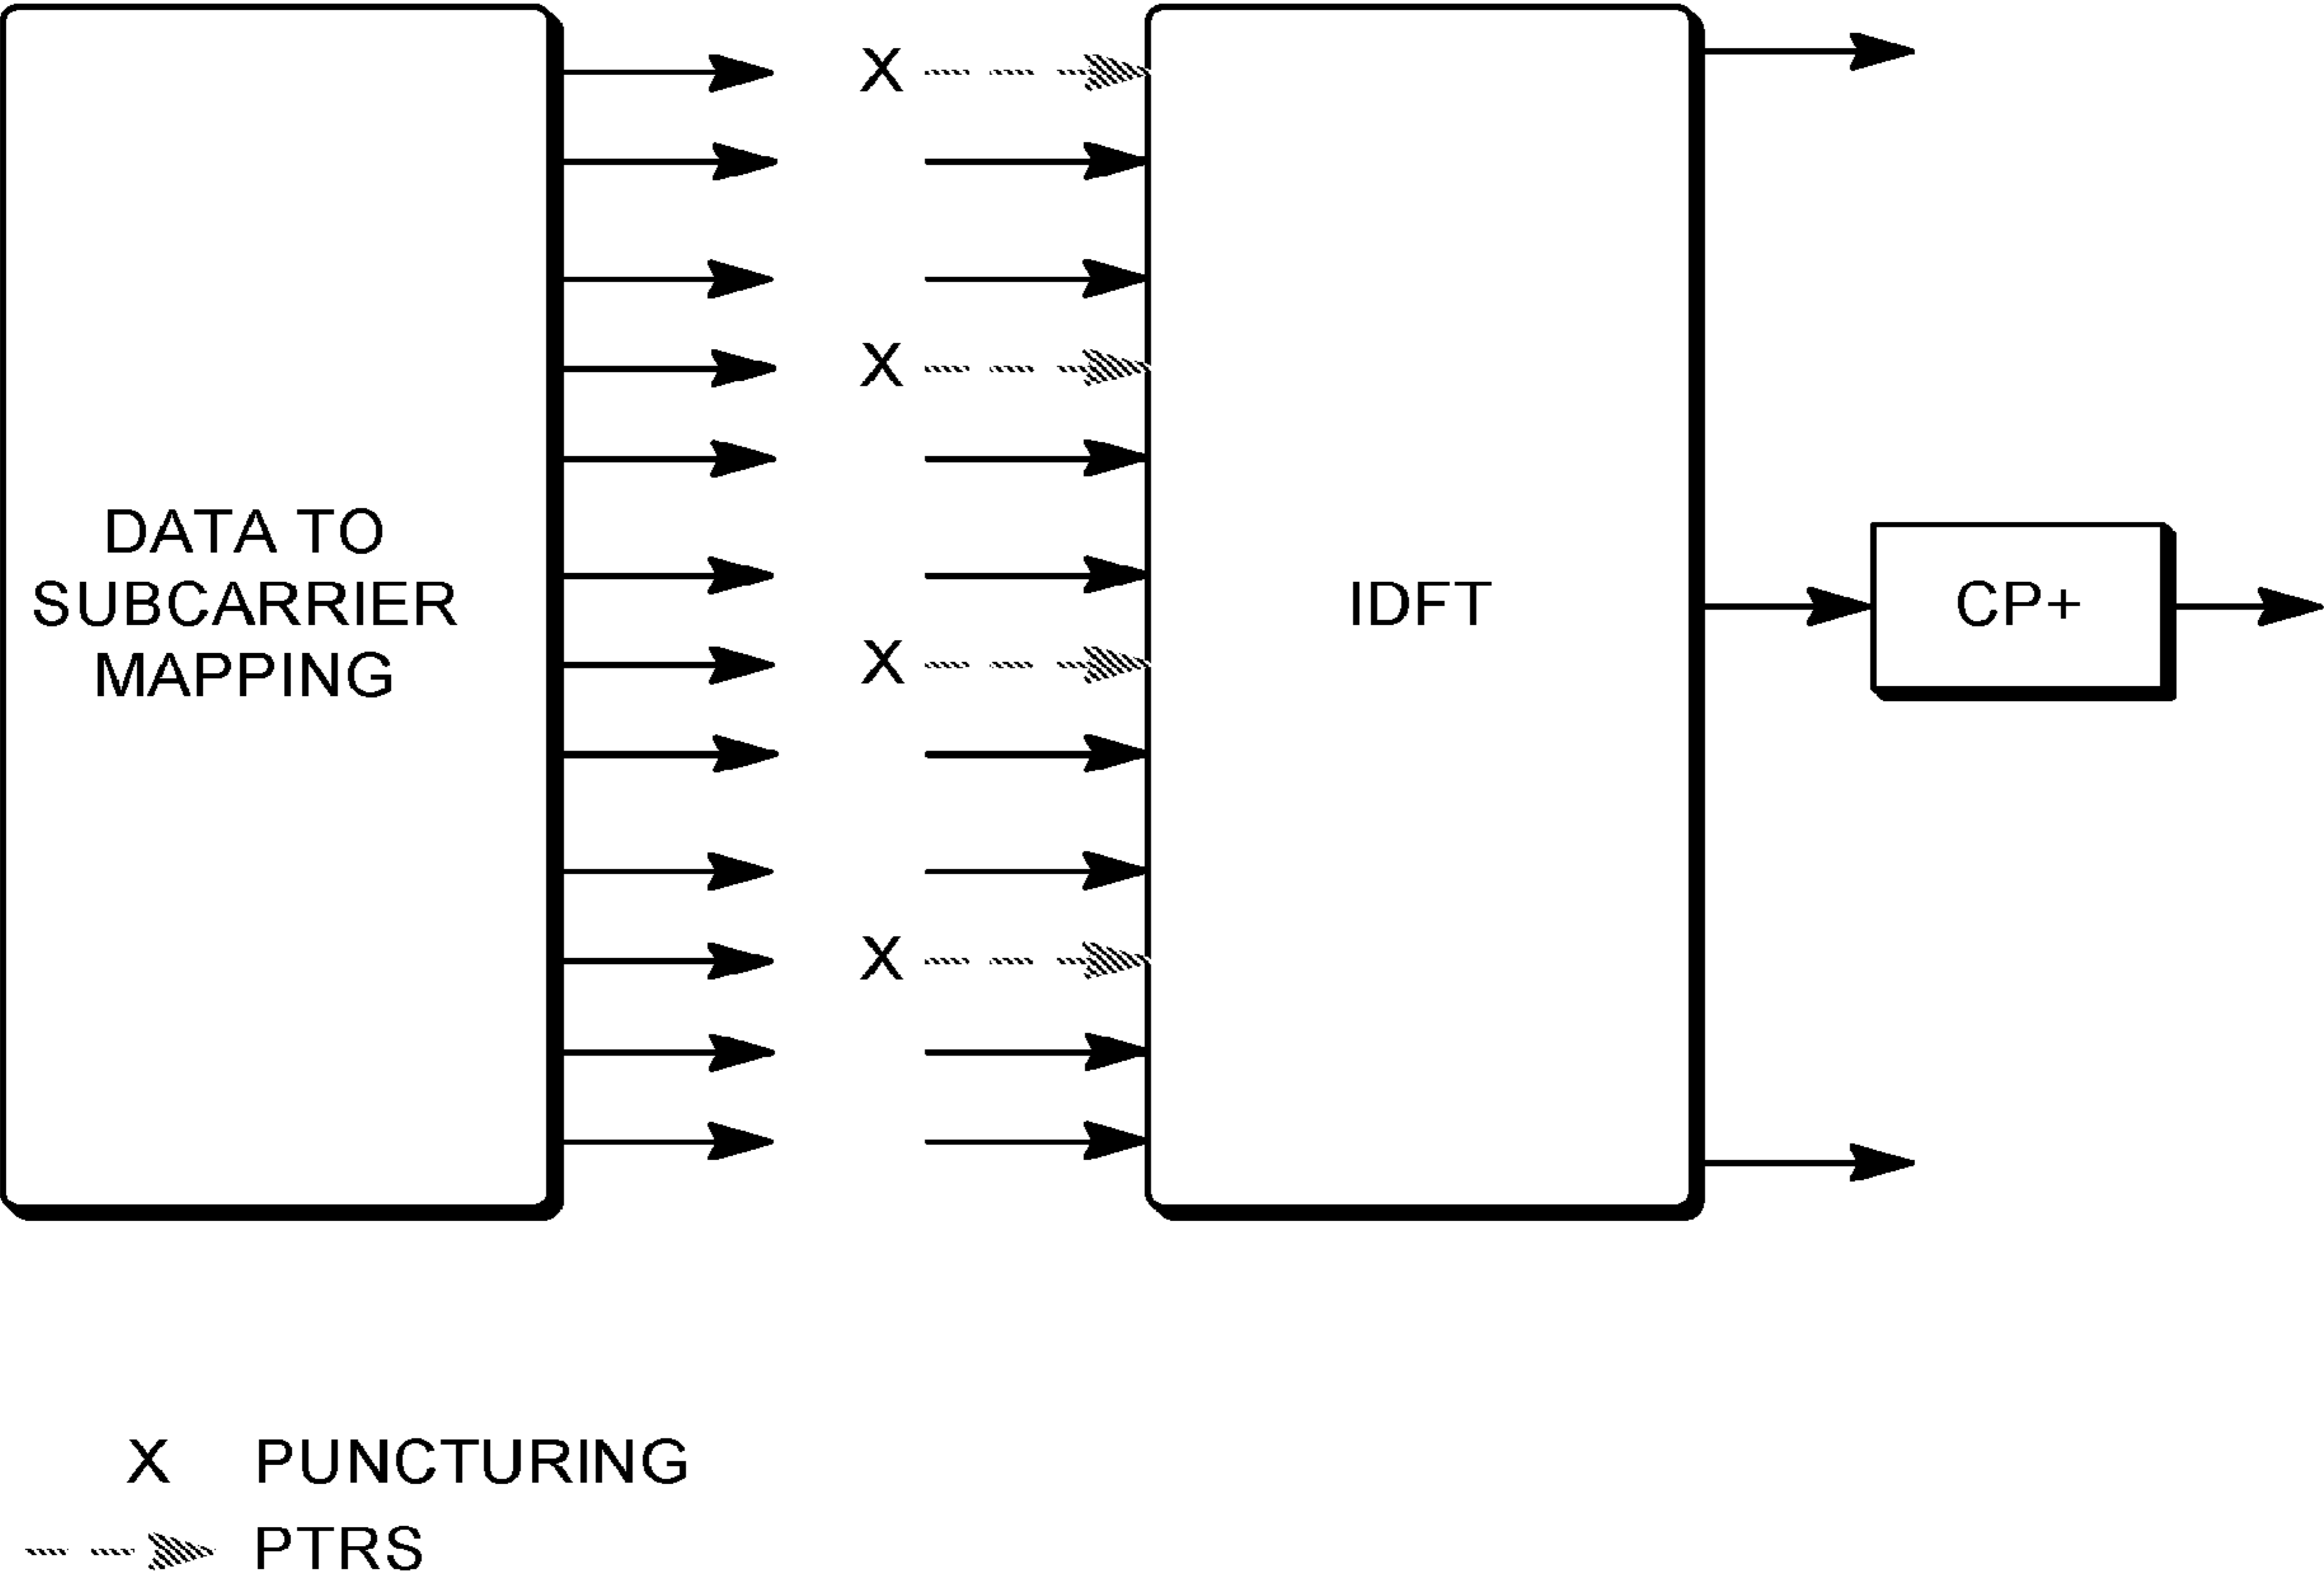 X
X
DATA TO
SUBCARRIER
MAPPING
IDFT
CP+
X
X
X PUNCTURING
PTRS